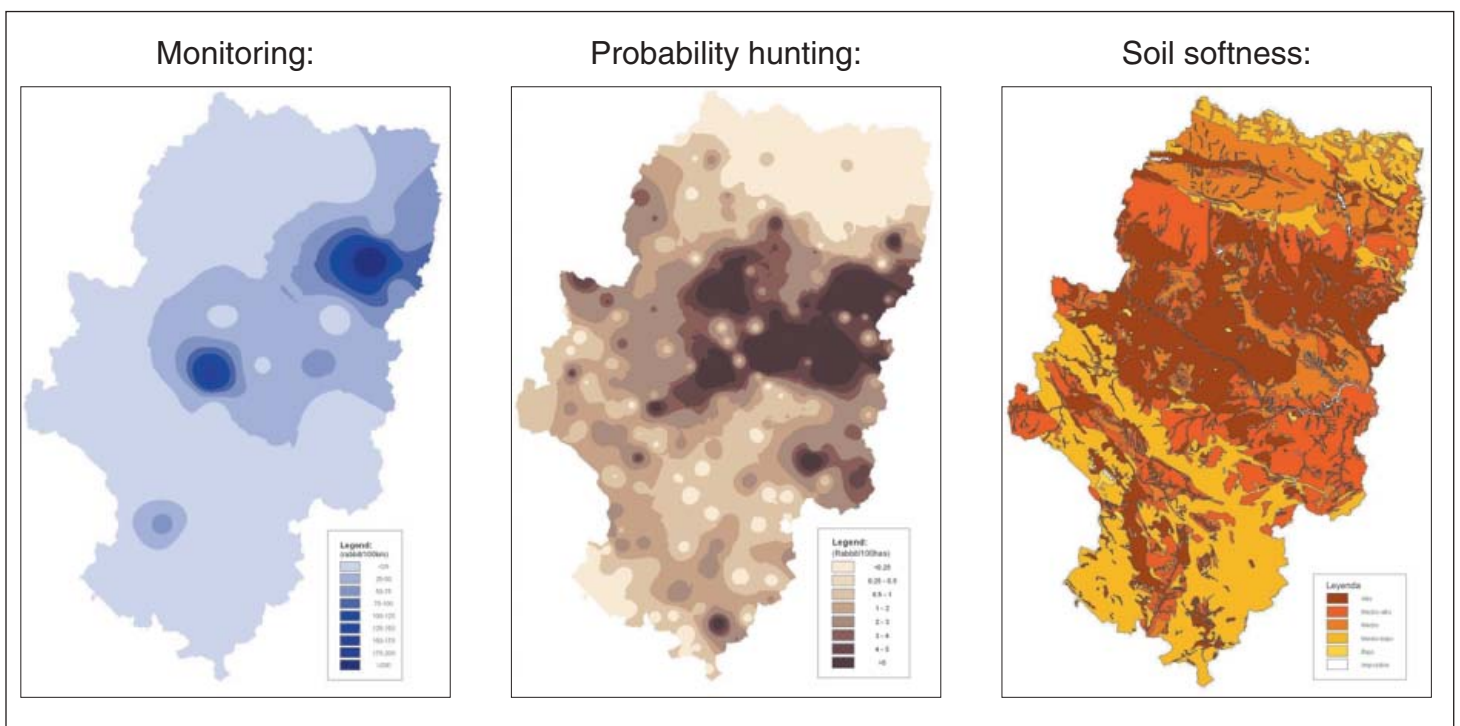 Monitoring:
Probability hunting:
Soil softness:
Legend:
(rabbit/100km)
25-50
50-75
75-100
100-125
125-150
150-175
175-200
Legend:
(Rabbit/100has)
<0.25
0.25 - 0.5
0.5 - 1
1 - 2
2 - 3
3 - 4
4 - 5
>5
Leyenda
Alto
Medio-alto
Medio
Medio-bajo
Bajo